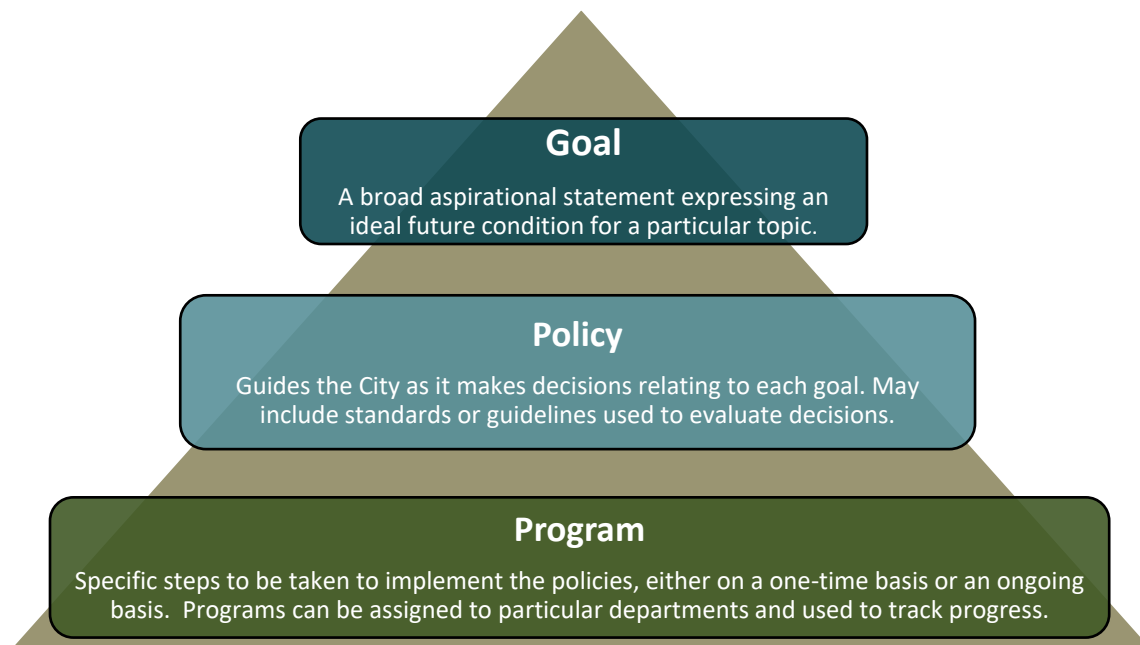 Goal
A broad aspirational statement expressing an
ideal future condition for a particular topic.
Policy
Guides the City as it makes decisions relating to each goal. May
include standards or guidelines used to evaluate decisions.
Program
Specific steps to be taken to implement the policies, either on a one-time basis or an ongoing
basis.  Programs can be assigned to particular departments and used to track progress.